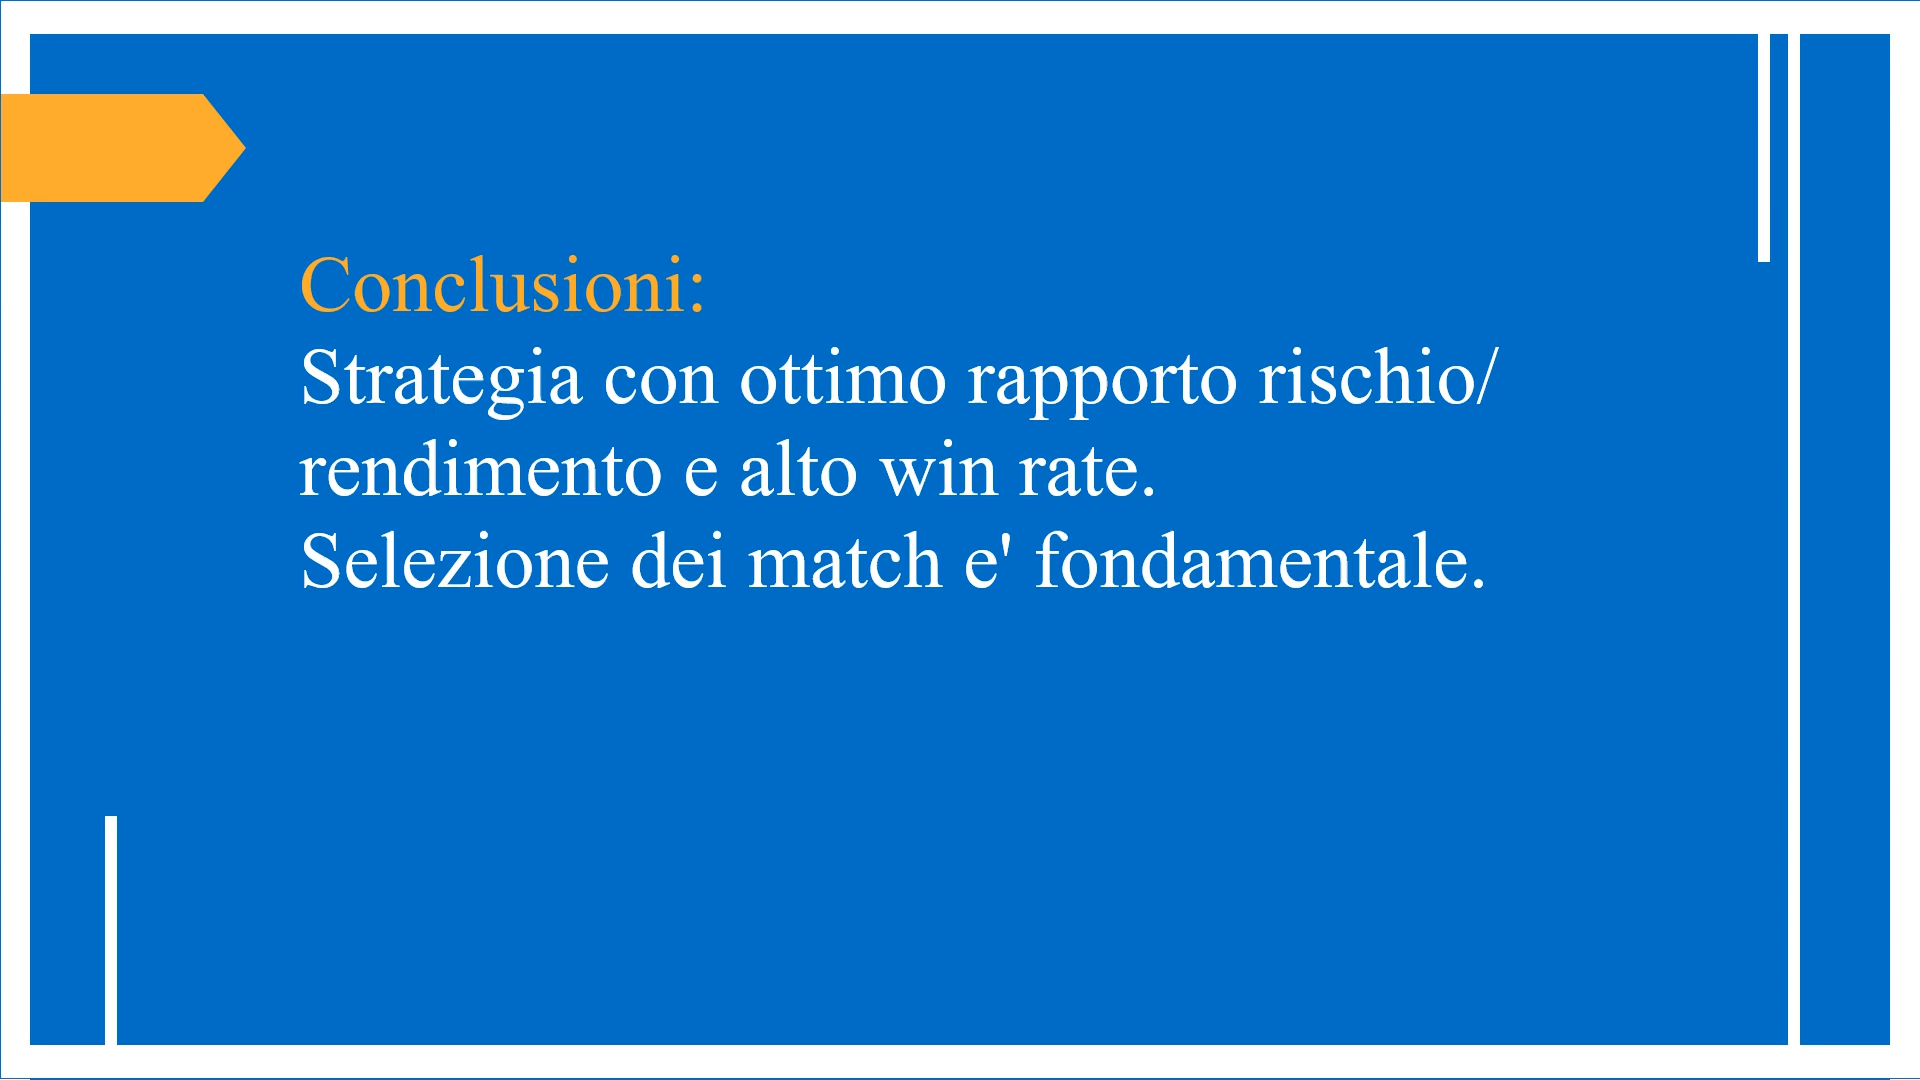 Conclusioni:
Strategia con ottimo rapporto rischio/
rendimento e alto win rate.
Selezione dei match e' fondamentale.